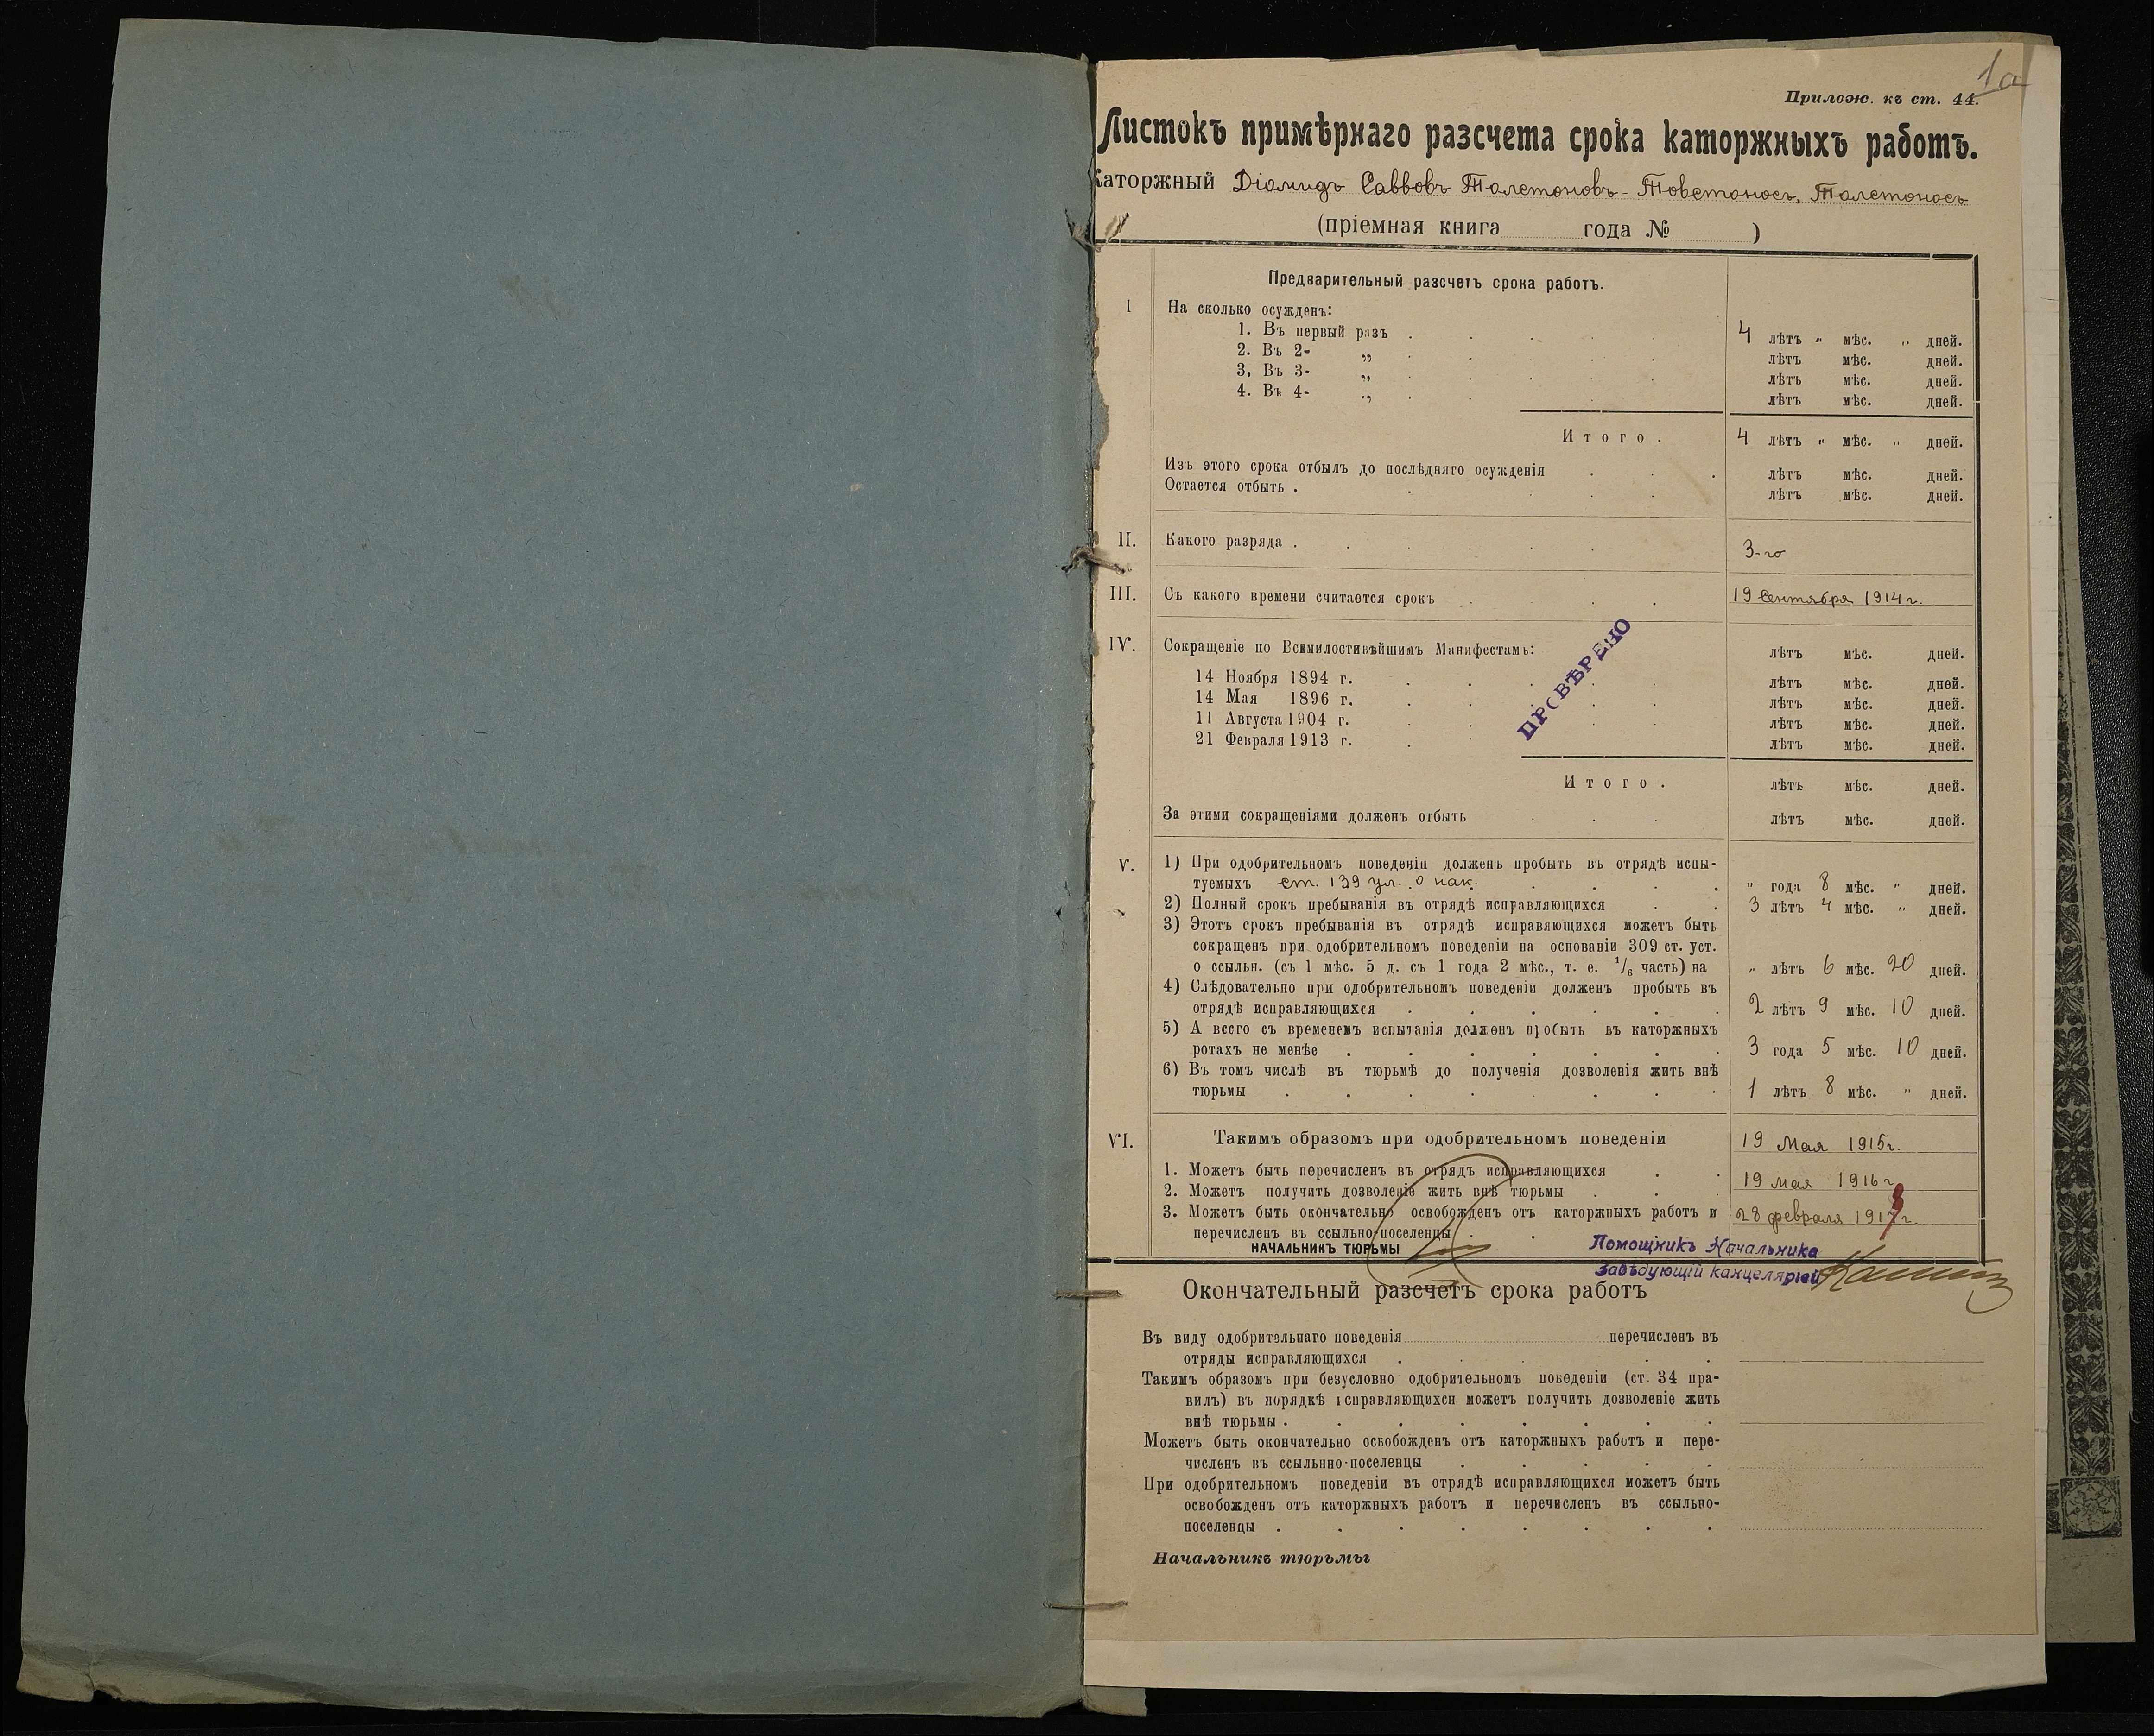 1а
Прилож. къ ст. 44.
Листокъ примѣрнаго разсчета срока каторжныхъ работъ.
Каторжный Діомидъ Саввовъ Талстоновъ-Товстонось, Талстонось
(пріемная книга года № )
Предварительный разсчетъ срока работъ.
I На сколько осужденъ:
1. Въ первый разъ . 4 лѣтъ " мѣс. " дней.
2. Въ 2- „ лѣтъ мѣс. дней.
3, Въ 3- „ лѣтъ мѣс. дней.
4. Въ 4- „ лѣтъ мѣс. дней.
Итого. 4 лѣтъ " мѣс. " дней.
Изъ этого срока отбылъ до послѣдняго осужденія лѣтъ мѣс. дней.
Остается отбыть . лѣтъ мѣс. дней.
II. Какого разряда . 3-го
III. Съ какого времени считается срокъ 19 Сентября 1914 г.
IV. Сокращеніе по Всемилостивѣйшимъ Манифестамъ: лѣтъ мѣс. дней.
14 Ноября 1894 г. лѣтъ мѣс. дней.
14 Мая 1896 г. лѣтъ мѣс. дней.
11 Августа 1904 г. лѣтъ мѣс. дней.
21 Февраля 1913 г. лѣтъ мѣс. дней.
ПРОВѢРЕНО
Итого. лѣтъ мѣс. дней.
За этими сокращеніями долженъ отбыть лѣтъ мѣс. дней.
V. 1) При одобрительномъ поведеніи долженъ пробыть въ отрядѣ испы-
туемыхъ ст. 139 ул. о нак. " года 8 мѣс. " дней.
2) Полный срокъ пребыванія въ отрядѣ исправляющихся 3 лѣтъ 4 мѣс. " дней.
3) Этотъ срокъ пребыванія въ отрядѣ исправяющихся можетъ быть
сокращенъ при одобрительномъ поведеніи на основаніи 309 ст. уст.
о ссыльн. (съ 1 мѣс. 5 д. съ 1 года 2 мѣс., т. е. 1/6 часть) на " лѣтъ 6 мѣс. 20 дней.
4) Слѣдовательно при одобрительномъ поведеніи долженъ пробыть въ
отрядѣ исправляющихся 2 лѣтъ 9 мѣс. 10 дней.
5) А всего съ временемъ испытанія долженъ пробыть въ каторжныхъ
ротахъ не менѣе . 3 года 5 мѣс. 10 дней.
6) Въ томъ числѣ въ тюрьмѣ до полученія дозволенія жить внѣ
тюрьмы . 1 лѣтъ 8 мѣс. " дней.
VI. Такимъ образомъ при одобрительномъ поведеніи
1. Можетъ быть перечисленъ въ отрядъ исправляющихся 19 Мая 1915 г.
2. Можетъ получить дозволеніе жить внѣ тюрьмы 19 мая 1916 г.
3. Можетъ быть окончательно освобожденъ отъ каторжныхъ работъ и 28 февраля 191 г.
перечисленъ въ ссыльно-поселенцы
НАЧАЛЬНИКЪ ТЮРЬМЫ
Помощникъ Начальника
Завѣдующій канцеляріей
Окончательный разсчетъ срока работъ
Въ виду одобрительнаго поведенія перечисленъ въ
отряды исправляющихся .
Такимъ образомъ при безусловно одобрительномъ поведеніи (ст. 34 пра-
вилъ) въ порядкѣ исправляющихся можетъ получить дозволеніе жить
внѣ тюрьмы .
Можетъ быть окончательно освобожденъ отъ каторжныхъ работъ и пере-
численъ въ ссыльно-поселенцы .
При одобрительномъ поведеніи въ отрядѣ исправляющихся можетъ быть
освобожденъ отъ каторжныхъ работъ и перечисленъ въ ссыльно-
поселенцы .
Начальникъ тюрьмы